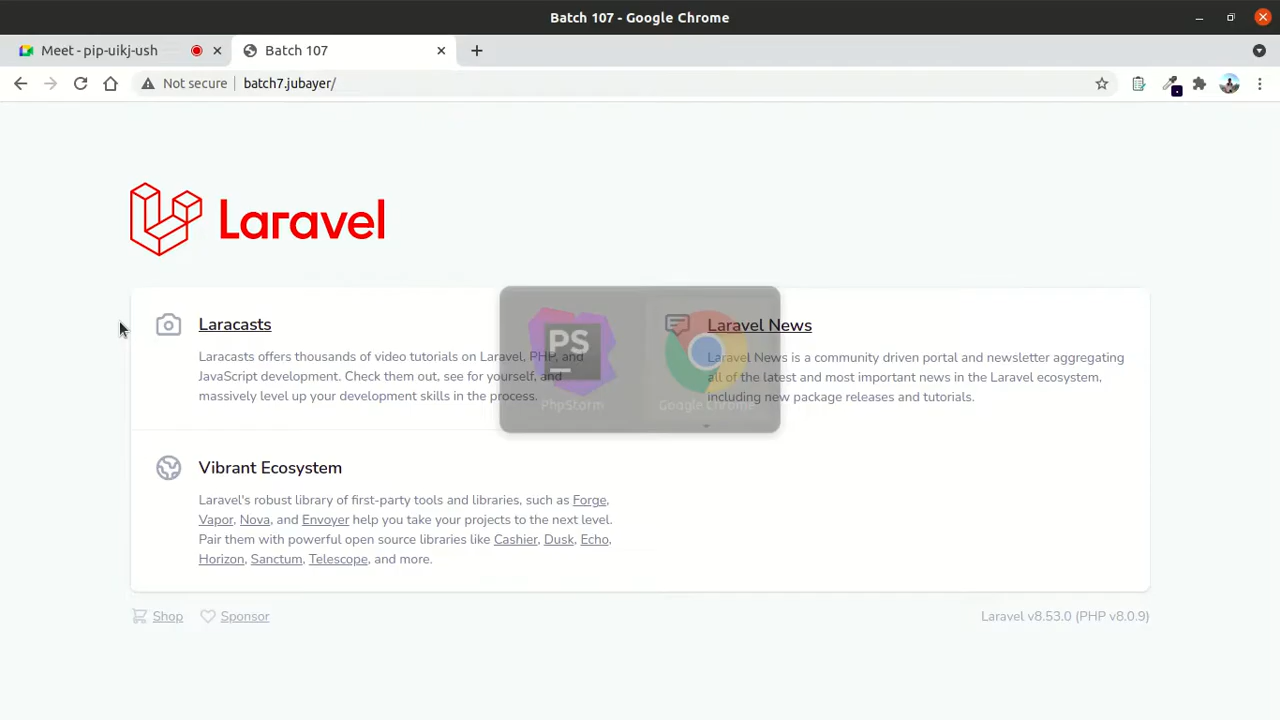 Batch 107 - Google Chrome
Meet - pip-uikj-ush
Batch 107
Not secure
batch7.jubayer/
Laravel
Laracasts
Laracasts offers thousands of video tutorials on Laravel, PHP, and
JavaScript development. Check them out, see for yourself, and
massively level up your development skills in the process.
PS
PhpStorm
Google Chrome
Laravel News
Laravel News is a community driven portal and newsletter aggregating
all of the latest and most important news in the Laravel ecosystem,
including new package releases and tutorials.
Vibrant Ecosystem
Laravel's robust library of first-party tools and libraries, such as Forge,
Vapor, Nova, and Envoyer help you take your projects to the next level.
Pair them with powerful open source libraries like Cashier, Dusk, Echo,
Horizon, Sanctum, Telescope, and more.
Shop
Sponsor
Laravel v8.53.0 (PHP v8.0.9)